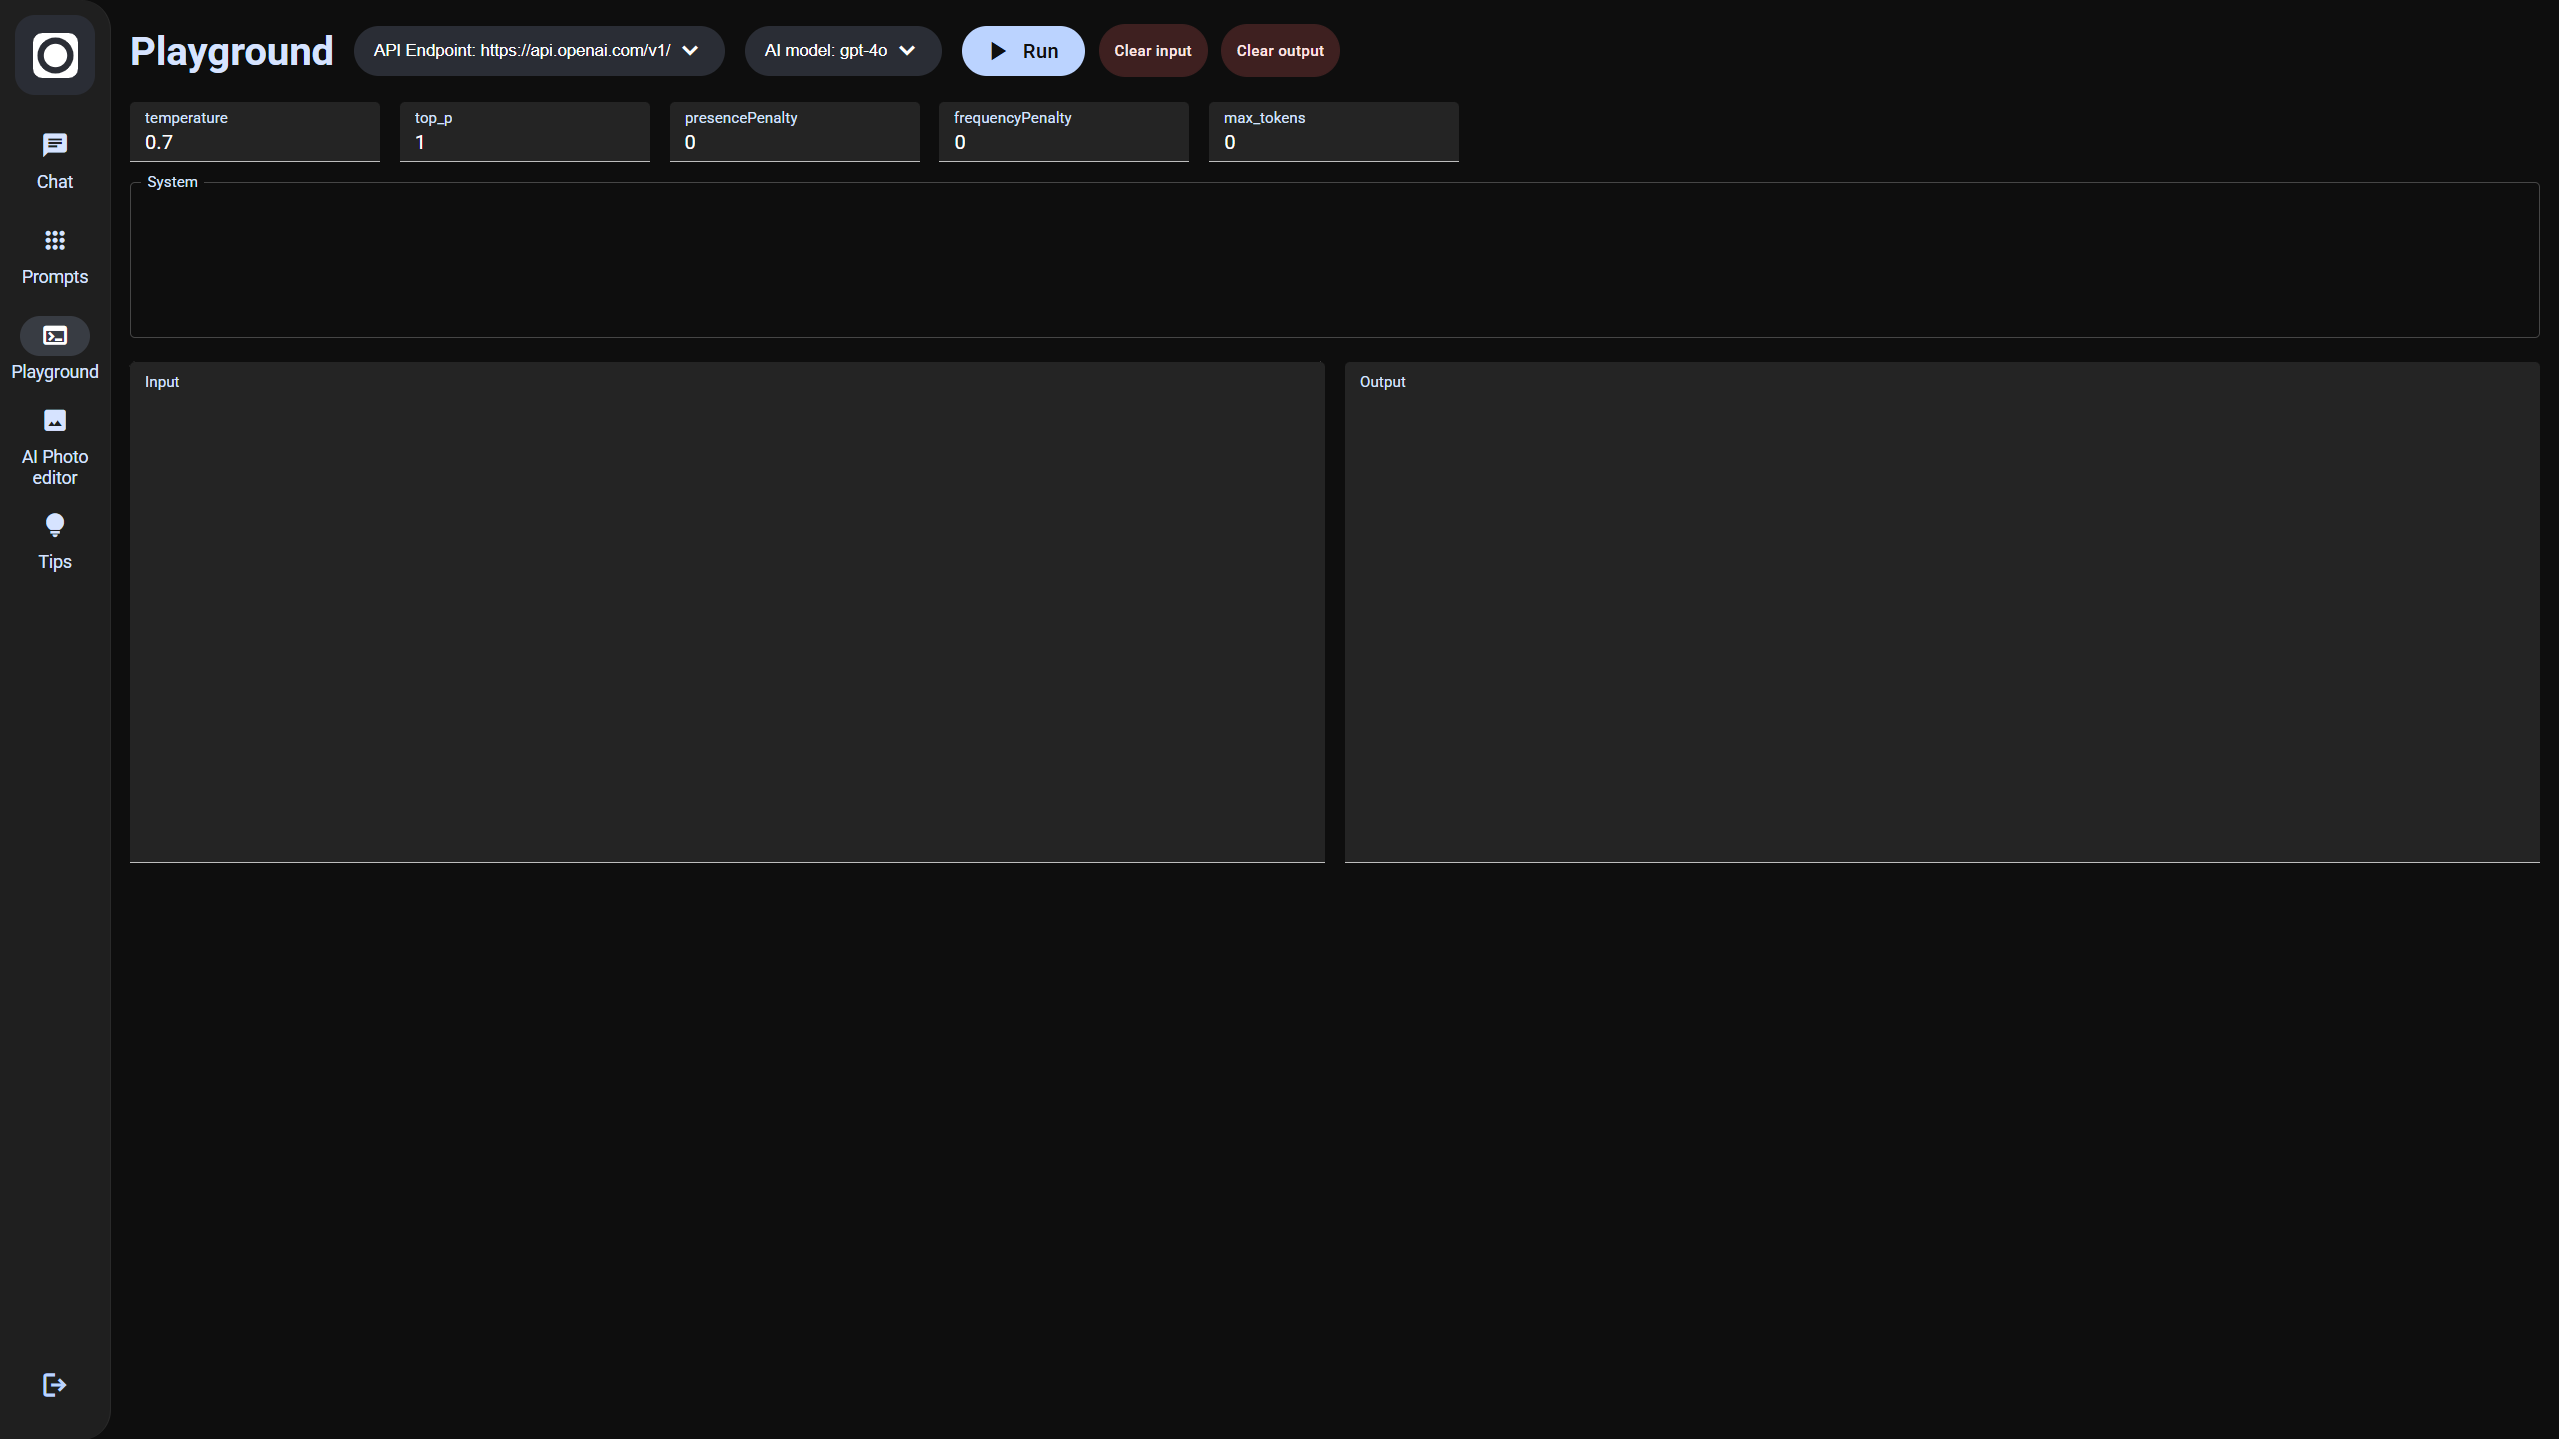 Chat
Prompts
Playground
AI Photo
editor
Tips
Playground
API Endpoint: https://api.openai.com/v1/
AI model: gpt-4o
Run
Clear input
Clear output
temperature
0.7
top_p
1
presencePenalty
0
frequencyPenalty
0
max_tokens
0
System
Input
Output